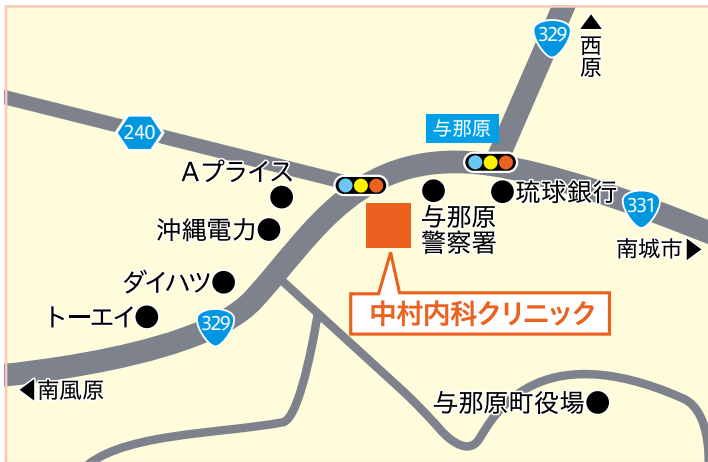 329
西原
240
与那原
Aプライス
琉球銀行
331
与那原
警察署
沖縄電力
南城市
ダイハツ
中村内科クリニック
トーエイ
329
南風原
与那原町役場